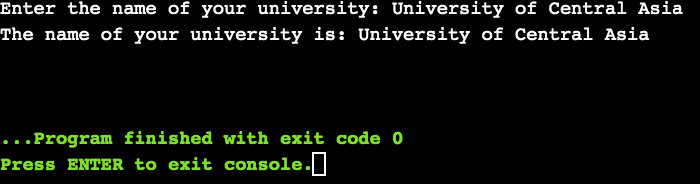 Enter the name of your university: University of Central Asia
The name of your university is: University of Central Asia
...Program finished with exit code 0
Press ENTER to exit console.